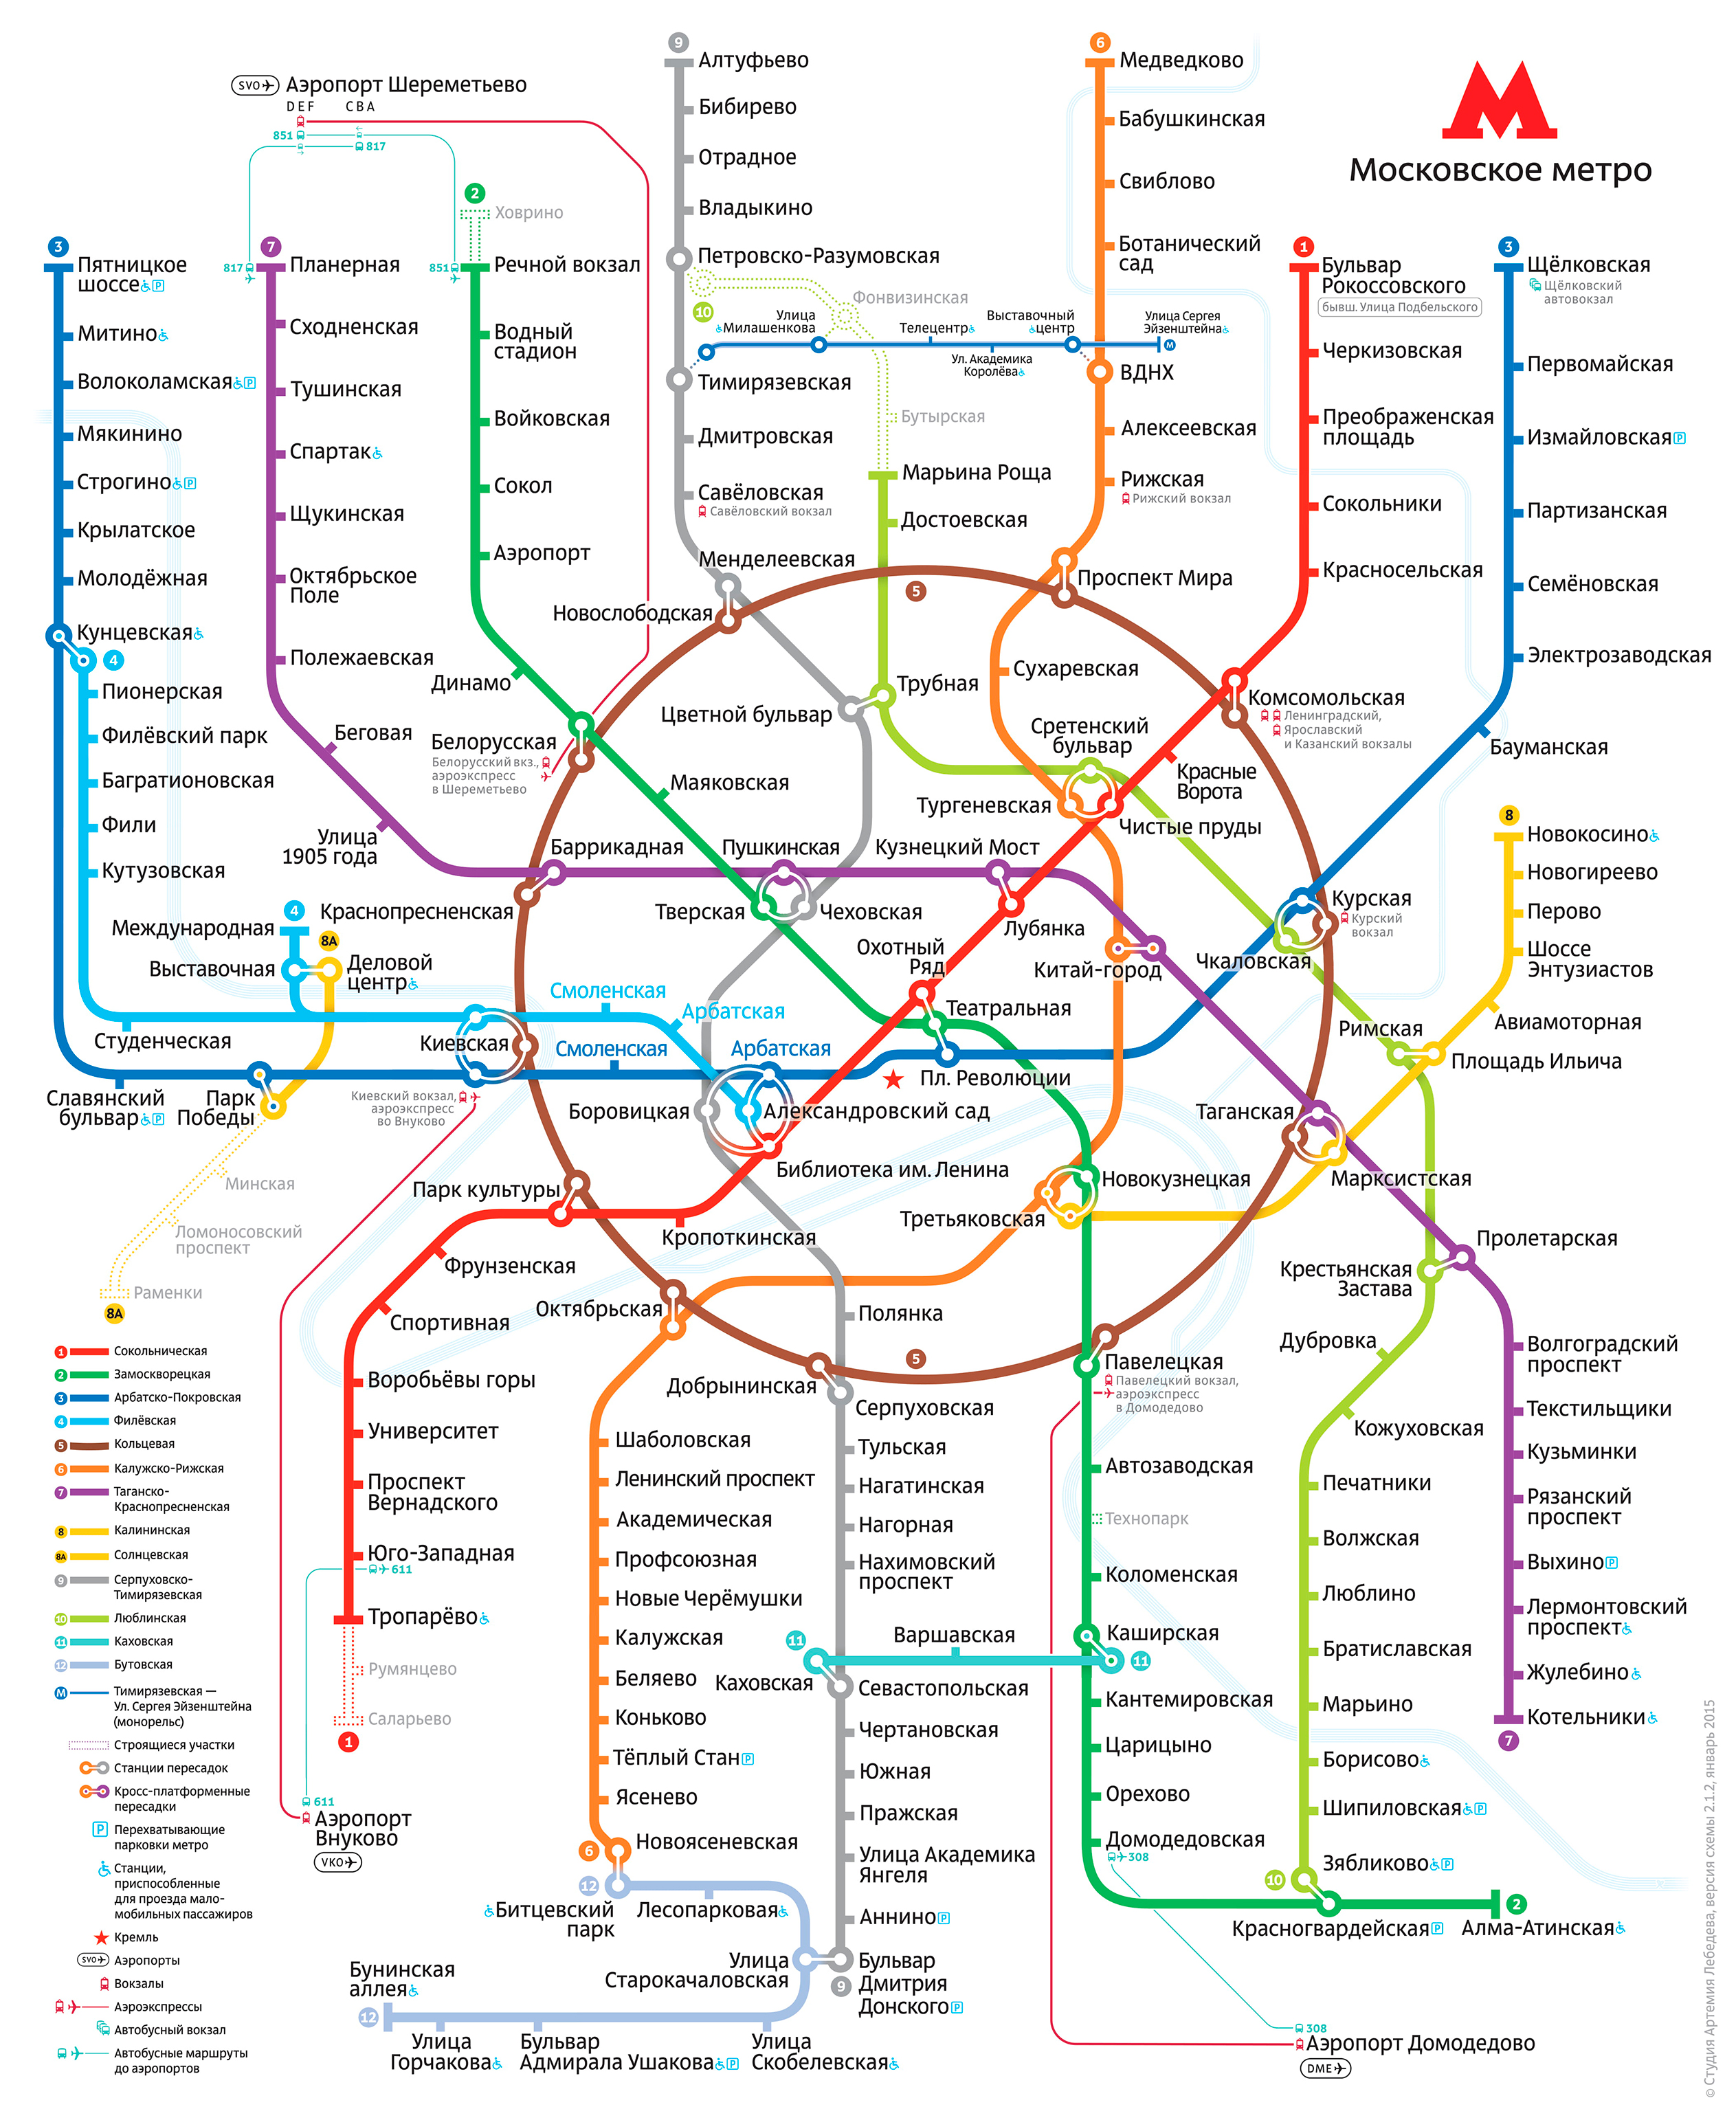 Московское метро
SVO
Аэропорт Шереметьево
D E F
C B A
851
817
9
Алтуфьево
Бибирево
Отрадное
Владыкино
Петровско-Разумовская
Тимирязевская
Дмитровская
Савёловская
Савёловский вокзал
Менделеевская
6
Медведково
Бабушкинская
Свиблово
Ботанический
сад
ВДНХ
Алексеевская
Рижская
Рижский вокзал
Проспект Мира
2
Ховрино
851
Речной вокзал
Водный
стадион
Войковская
Сокол
Аэропорт
Динамо
3
Пятницкое
шоссе P
Митино
Волоколамская P
Мякинино
Строгино P
Крылатское
Молодёжная
Кунцевская
4
Пионерская
Филёвский парк
Багратионовская
Фили
Кутузовская
7
817
Планерная
Сходненская
Тушинская
Спартак
Щукинская
Октябрьское
Поле
Полежаевская
Беговая
Улица
1905 года
10
Фонвизинская
Бутырская
Марьина Роща
Достоевская
Трубная
Улица
Милашенкова
Телецентр
Ул. Академика
Королёва
Выставочный
центр
Улица Сергея
Эйзенштейна
М
1
Бульвар
Рокоссовского
бывш. Улица Подбельского
Черкизовская
Преображенская
площадь
Сокольники
Красносельская
Комсомольская
Ленинградский,
Ярославский
и Казанский вокзалы
3
Щёлковская
Щёлковский
автовокзал
Первомайская
Измайловская P
Партизанская
Семёновская
Электрозаводская
Бауманская
5
Новослободская
Цветной бульвар
Сухаревская
Сретенский
бульвар
Красные
Ворота
Тургеневская
Чистые пруды
Белорусская
Белорусский вкз.,
аэроэкспресс
в Шереметьево
Маяковская
Баррикадная
Пушкинская
Кузнецкий Мост
Краснопресненская
Тверская
Чеховская
Лубянка
Охотный
Ряд
Театральная
Китай-город
Курская
Курский
вокзал
Чкаловская
8
Новокосино
Новогиреево
Перово
Шоссе
Энтузиастов
Авиамоторная
Площадь Ильича
Римская
4
Международная
8А
Выставочная
Деловой
центр
Студенческая
Смоленская
Арбатская
Киевская
Смоленская
Арбатская
Пл. Революции
Киевский вокзал,
аэроэкспресс
во Внуково
Славянский
бульвар P
Парк
Победы
Минская
Ломоносовский
проспект
Раменки
8А
Боровицкая
Александровский сад
Библиотека им. Ленина
Таганская
Марксистская
Парк культуры
Кропоткинская
Новокузнецкая
Третьяковская
Пролетарская
Крестьянская
Застава
Фрунзенская
Спортивная
Воробьёвы горы
Университет
Проспект
Вернадского
Юго-Западная
611
Тропарёво
Румянцево
Саларьево
1
611
Аэропорт
Внуково
VKO
Октябрьская
5
Добрынинская
Полянка
Серпуховская
Тульская
Нагатинская
Нагорная
Нахимовский
проспект
11
Каховская
Варшавская
11
Севастопольская
Чертановская
Южная
Пражская
Улица Академика
Янгеля
Аннино P
Бульвар
Дмитрия
Донского P
9
Шаболовская
Ленинский проспект
Академическая
Профсоюзная
Новые Черёмушки
Калужская
Беляево
Коньково
Тёплый Стан P
Ясенево
6
Новоясеневская
12
Битцевский
парк
Лесопарковая
Улица
Старокачаловская
Бунинская
аллея
12
Улица
Горчакова
Бульвар
Адмирала Ушакова P
Улица
Скобелевская
Павелецкая
Павелецкий вокзал,
аэроэкспресс
в Домодедово
Автозаводская
Технопарк
Коломенская
Каширская
Кантемировская
Царицыно
Орехово
Домодедовская
308
Дубровка
Кожуховская
Печатники
Волжская
Люблино
Братиславская
Марьино
Борисово
Шипиловская P
Зябликово P
10
Красногвардейская P
2
Алма-Атинская
Волгоградский
проспект
Текстильщики
Кузьминки
Рязанский
проспект
Выхино P
Лермонтовский
проспект
Жулебино
Котельники
7
308
Аэропорт Домодедово
DME
1 Сокольническая
2 Замоскворецкая
3 Арбатско-Покровская
4 Филёвская
5 Кольцевая
6 Калужско-Рижская
7 Таганско-
Краснопресненская
8 Калининская
8А Солнцевская
9 Серпуховско-
Тимирязевская
10 Люблинская
11 Каховская
12 Бутовская
М Тимирязевская —
Ул. Сергея Эйзенштейна
(монорельс)
Строящиеся участки
Станции пересадок
Кросс-платформенные
пересадки
P Перехватывающие
парковки метро
Станции,
приспособленные
для проезда мало-
мобильных пассажиров
Кремль
SVO Аэропорты
Вокзалы
Аэроэкспрессы
Автобусный вокзал
Автобусные маршруты
до аэропортов
© Студия Артемия Лебедева, версия схемы 2.1.2, январь 2015